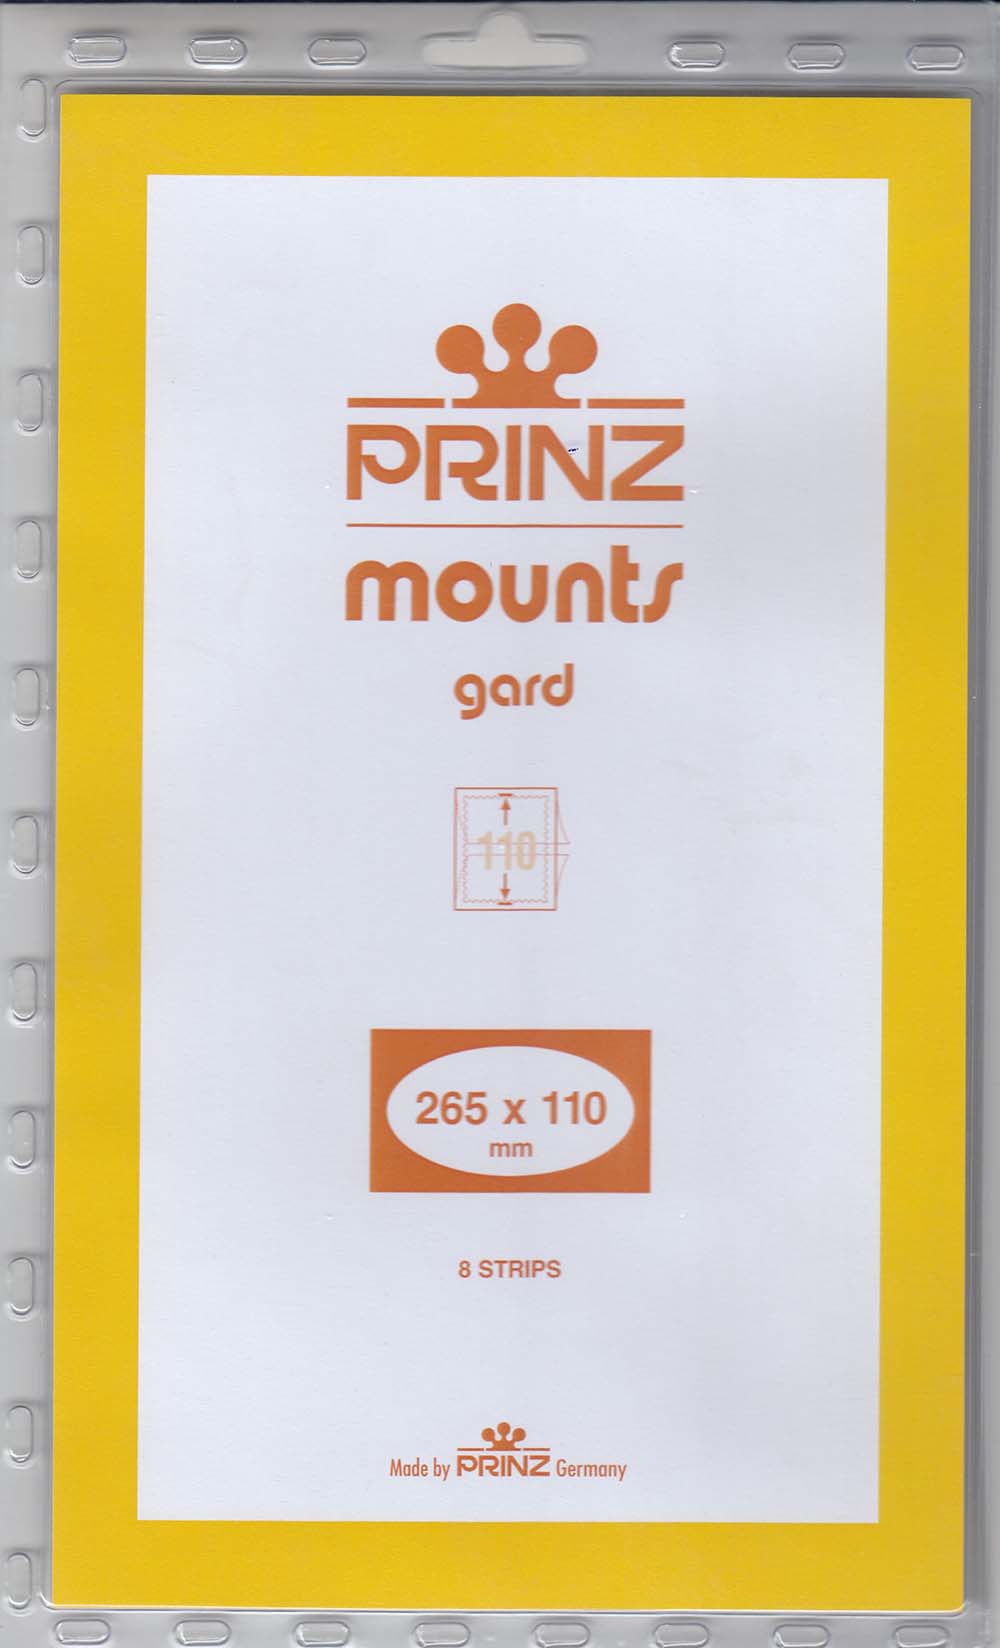 PRINZ
mounts
gard
110
265 x 110
mm
8 STRIPS
Made by PRINZ Germany